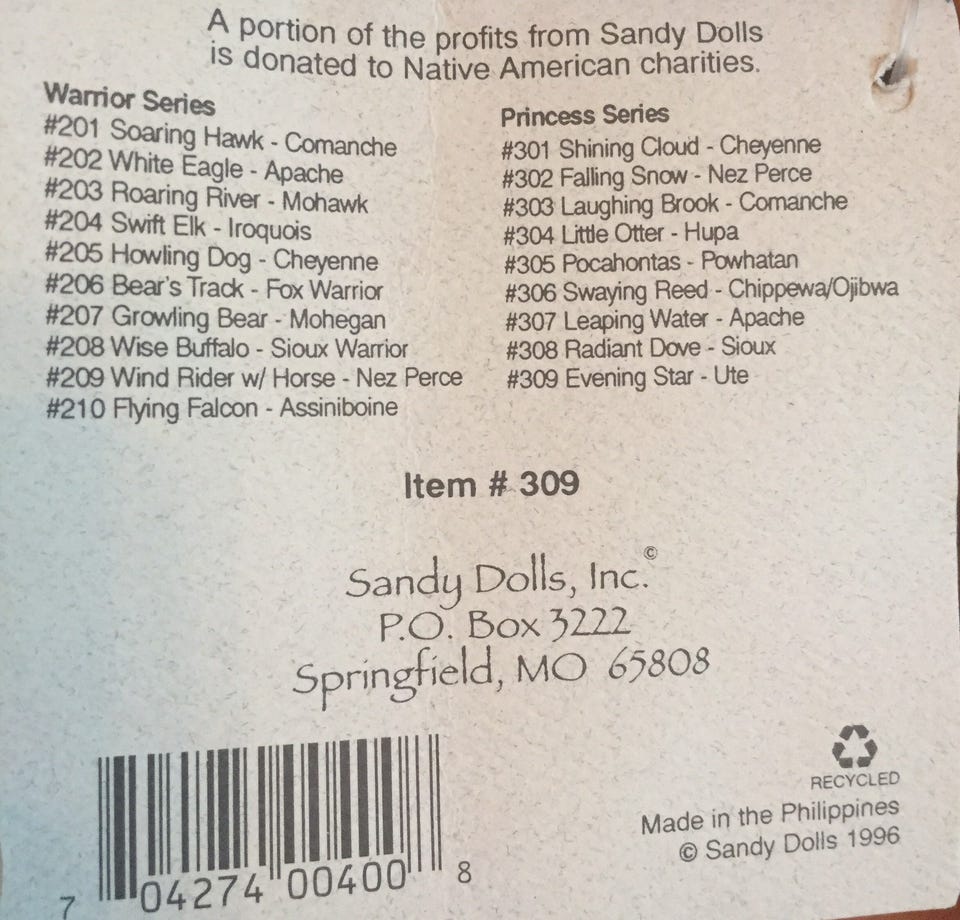 A portion of the profits from Sandy Dolls
is donated to Native American charities.
Warrior Series
#201 Soaring Hawk - Comanche
#202 White Eagle - Apache
#203 Roaring River - Mohawk
#204 Swift Elk - Iroquois
#205 Howling Dog - Cheyenne
#206 Bear's Track - Fox Warrior
#207 Growling Bear - Mohegan
#208 Wise Buffalo - Sioux Warrior
#209 Wind Rider w/ Horse - Nez Perce
#210 Flying Falcon - Assiniboine
Princess Series
#301 Shining Cloud - Cheyenne
#302 Falling Snow - Nez Perce
#303 Laughing Brook - Comanche
#304 Little Otter - Hupa
#305 Pocahontas - Powhatan
#306 Swaying Reed - Chippewa/Ojibwa
#307 Leaping Water - Apache
#308 Radiant Dove - Sioux
#309 Evening Star - Ute
Item # 309
Sandy Dolls, Inc.©
P.O. Box 3222
Springfield, MO 65808
7 04274 00400 8
RECYCLED
Made in the Philippines
© Sandy Dolls 1996